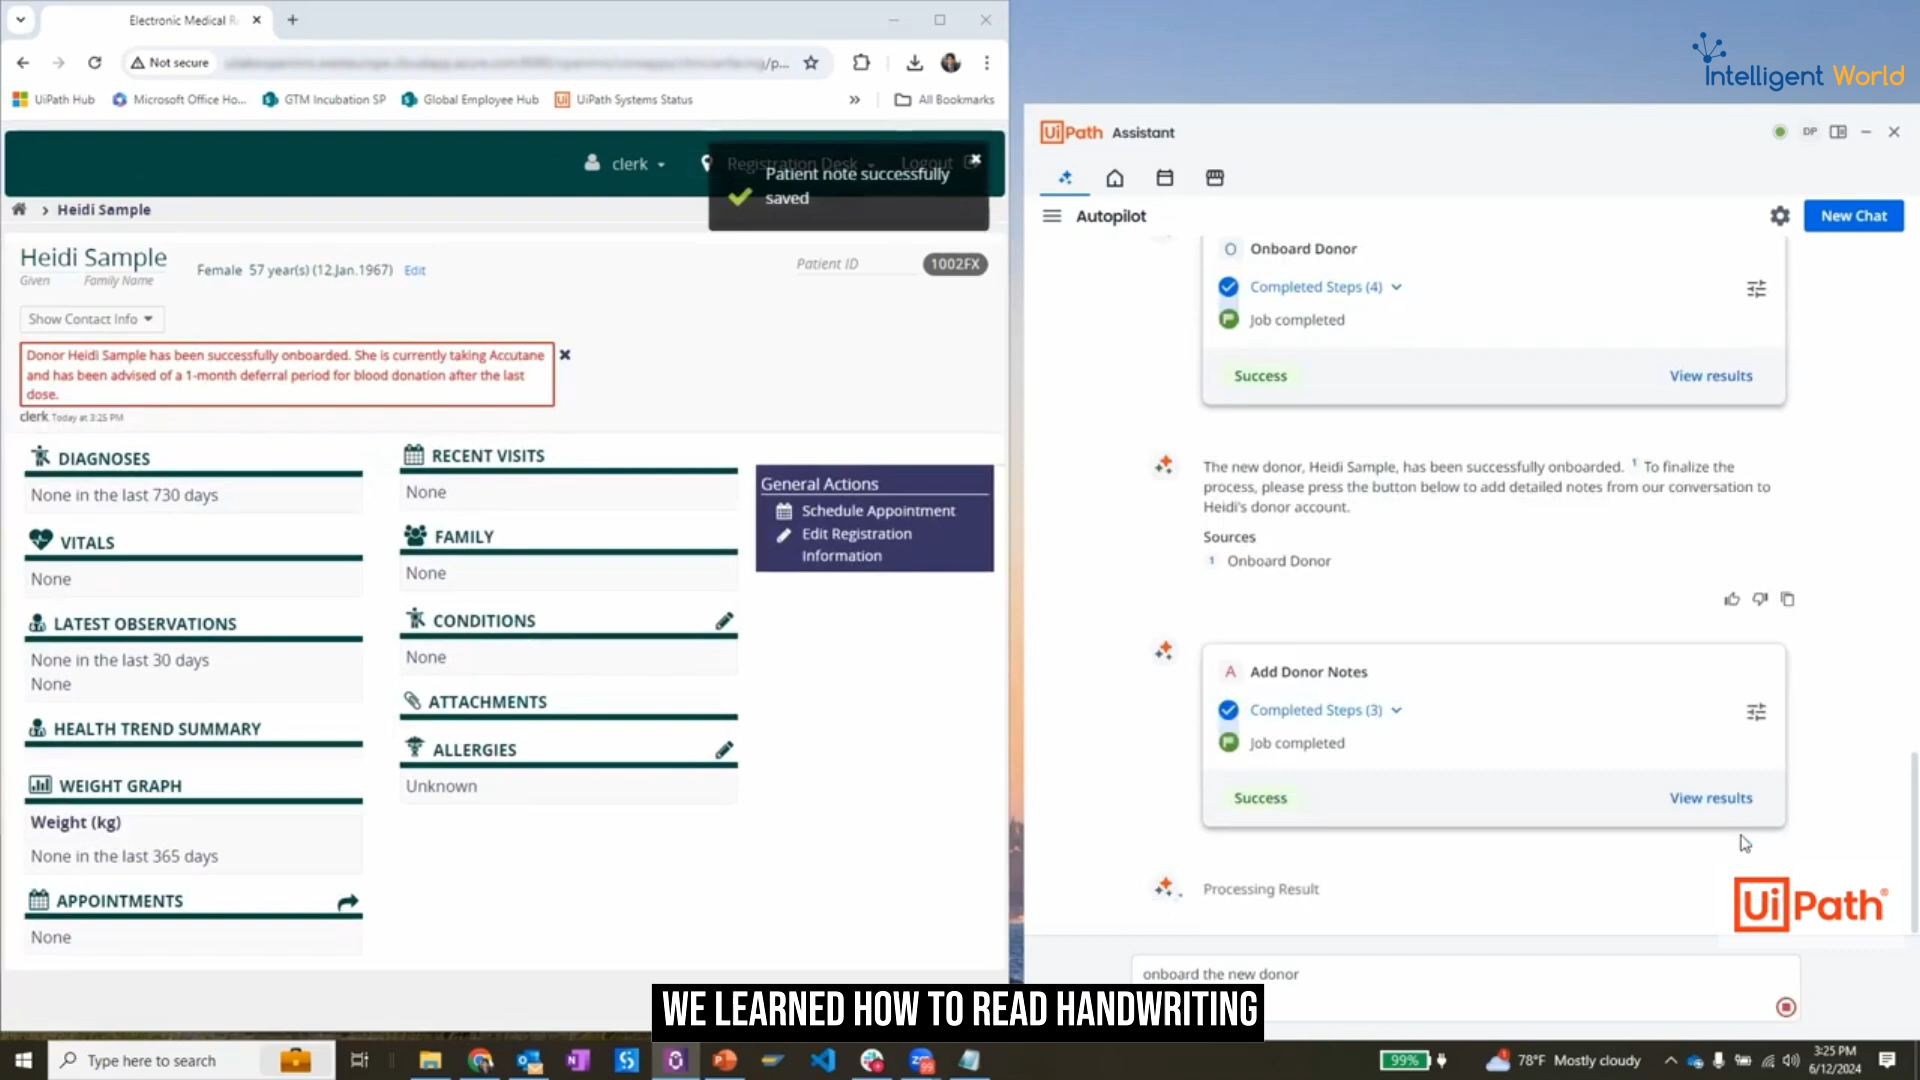 Electronic Medical R
Not secure
/p...
UiPath Hub
Microsoft Office Ho...
GTM Incubation SP
Global Employee Hub
UiPath Systems Status
»
All Bookmarks
clerk
Registration Desk
Logout
Patient note successfully
saved
Heidi Sample
Heidi Sample
Given
Family Name
Female 57 year(s) (12.Jan.1967) Edit
Patient ID
1002FX
Show Contact Info
Donor Heidi Sample has been successfully onboarded. She is currently taking Accutane
and has been advised of a 1-month deferral period for blood donation after the last
dose.
clerk Today at 3:25 PM
DIAGNOSES
None in the last 730 days
VITALS
None
LATEST OBSERVATIONS
None in the last 30 days
None
HEALTH TREND SUMMARY
WEIGHT GRAPH
Weight (kg)
None in the last 365 days
APPOINTMENTS
None
RECENT VISITS
None
FAMILY
None
CONDITIONS
None
ATTACHMENTS
ALLERGIES
Unknown
General Actions
Schedule Appointment
Edit Registration
Information
Intelligent World
UiPath Assistant
DP
Autopilot
New Chat
O Onboard Donor
Completed Steps (4)
Job completed
Success
View results
The new donor, Heidi Sample, has been successfully onboarded. 1 To finalize the
process, please press the button below to add detailed notes from our conversation to
Heidi's donor account.
Sources
1 Onboard Donor
A Add Donor Notes
Completed Steps (3)
Job completed
Success
View results
Processing Result
UiPath®
onboard the new donor
WE LEARNED HOW TO READ HANDWRITING
Type here to search
99%
78°F Mostly cloudy
3:25 PM
6/12/2024